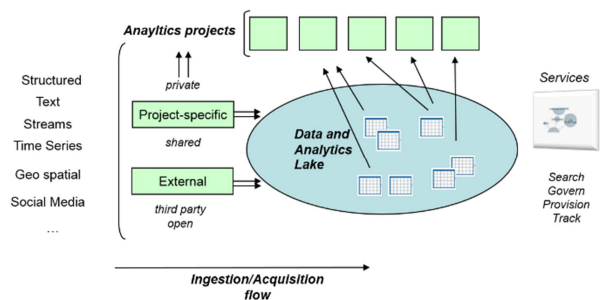 Anayltics projects
Structured
Text
Streams
Time Series
Geo spatial
Social Media
...
private
Project-specific
shared
External
third party
open
Data and
Analytics
Lake
Services
Search
Govern
Provision
Track
Ingestion/Acquisition
flow